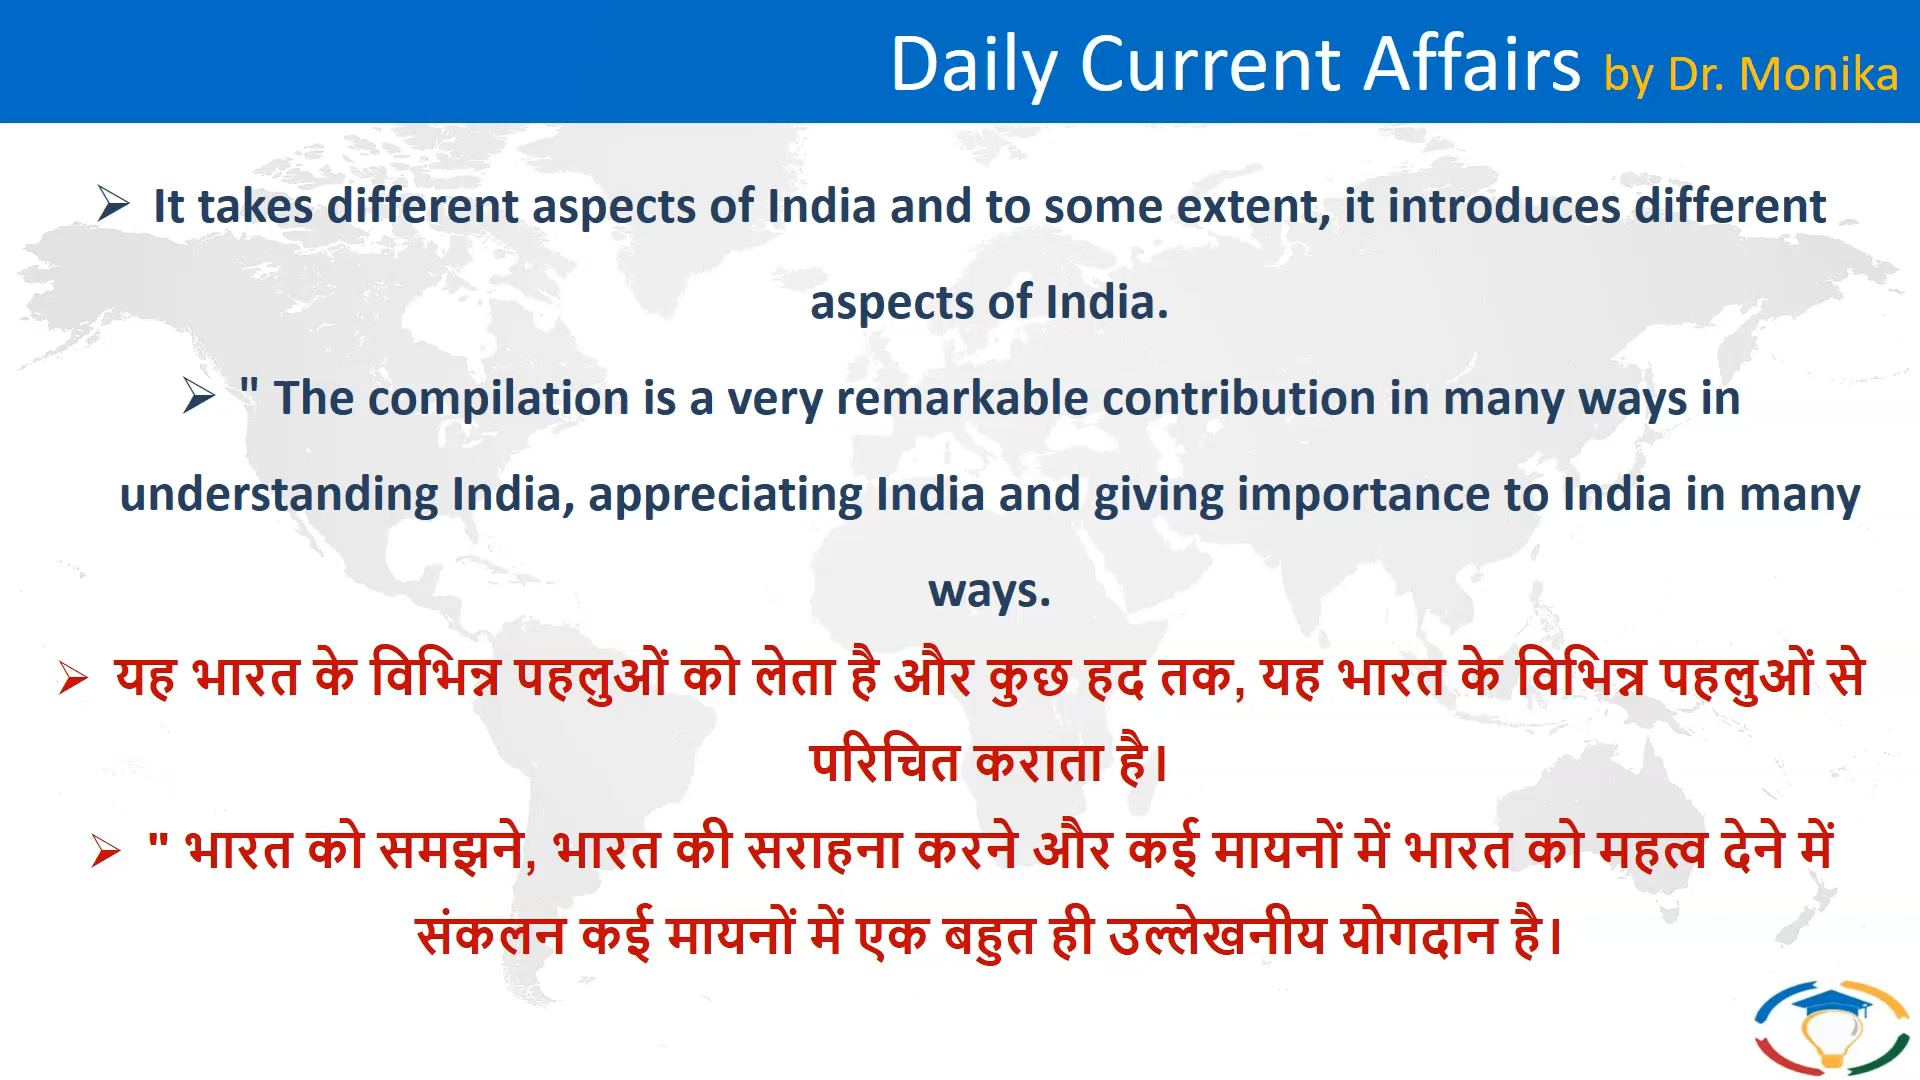 Daily Current Affairs by Dr. Monika
➢ It takes different aspects of India and to some extent, it introduces different
aspects of India.
➢ " The compilation is a very remarkable contribution in many ways in
understanding India, appreciating India and giving importance to India in many
ways.
➢ यह भारत के विभिन्न पहलुओं को लेता है और कुछ हद तक, यह भारत के विभिन्न पहलुओं से
परिचित कराता है।
➢ " भारत को समझने, भारत की सराहना करने और कई मायनों में भारत को महत्व देने में
संकलन कई मायनों में एक बहुत ही उल्लेखनीय योगदान है।